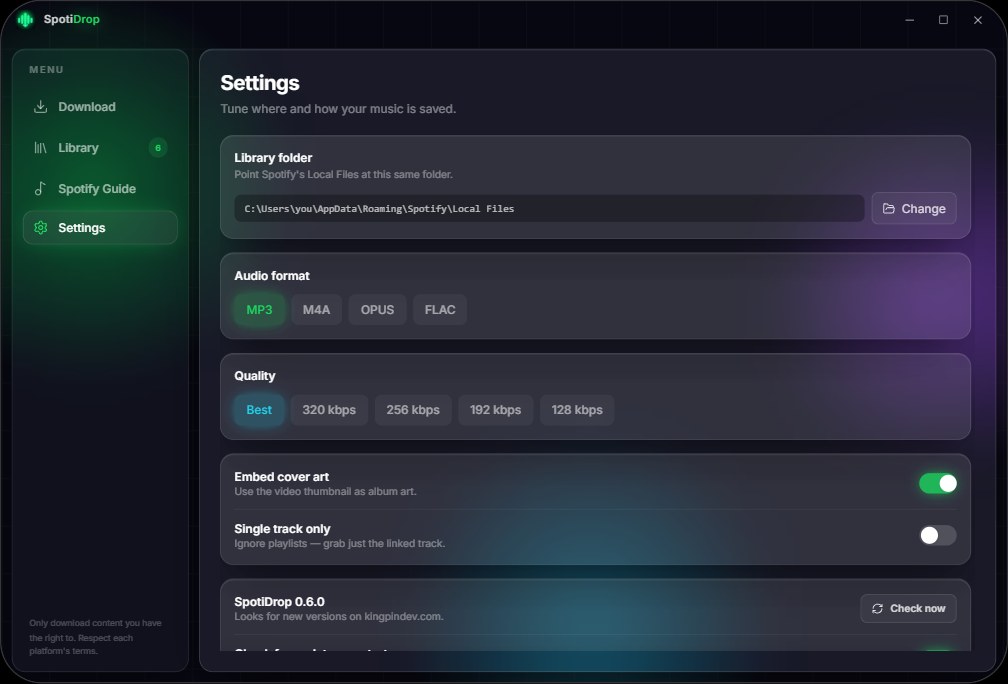 SpotiDrop
MENU
Download
Library 6
Spotify Guide
Settings
Only download content you have
the right to. Respect each
platform's terms.
Settings
Tune where and how your music is saved.
Library folder
Point Spotify's Local Files at this same folder.
C:\Users\you\AppData\Roaming\Spotify\Local Files
Change
Audio format
MP3 M4A OPUS FLAC
Quality
Best 320 kbps 256 kbps 192 kbps 128 kbps
Embed cover art
Use the video thumbnail as album art.
Single track only
Ignore playlists — grab just the linked track.
SpotiDrop 0.6.0
Looks for new versions on kingpindev.com.
Check now